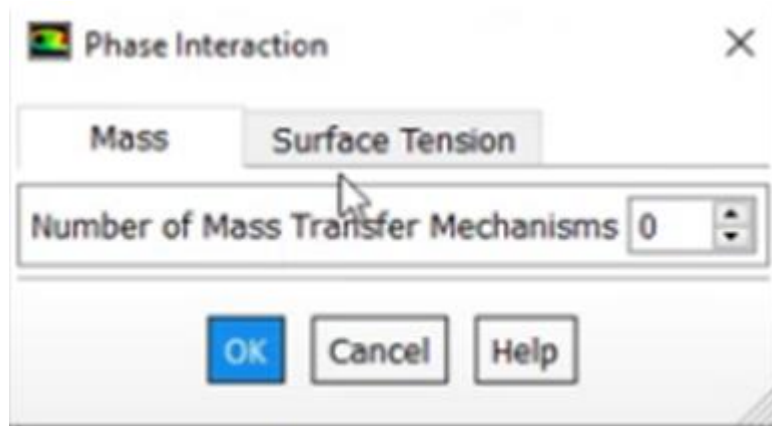 Phase Interaction
Mass Surface Tension
Number of Mass Transfer Mechanisms 0
OK Cancel Help